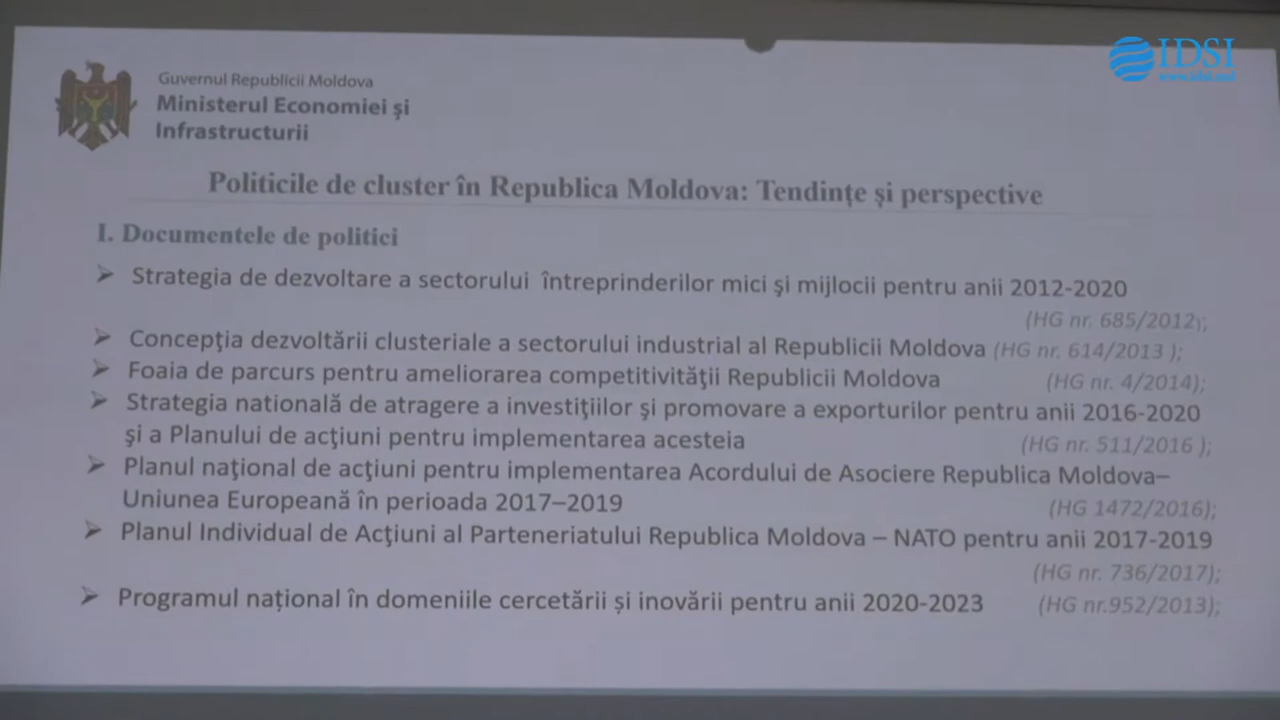 IDSI
www.idsi.md
Guvernul Republicii Moldova
Ministerul Economiei şi
Infrastructurii
Politicile de cluster în Republica Moldova: Tendinţe şi perspective
I. Documentele de politici
➢ Strategia de dezvoltare a sectorului întreprinderilor mici şi mijlocii pentru anii 2012-2020
(HG nr. 685/2012);
➢ Concepţia dezvoltării clusteriale a sectorului industrial al Republicii Moldova (HG nr. 614/2013 );
➢ Foaia de parcurs pentru ameliorarea competitivităţii Republicii Moldova (HG nr. 4/2014);
➢ Strategia natională de atragere a investiţiilor şi promovare a exporturilor pentru anii 2016-2020
şi a Planului de acţiuni pentru implementarea acesteia (HG nr. 511/2016 );
➢ Planul naţional de acţiuni pentru implementarea Acordului de Asociere Republica Moldova–
Uniunea Europeană în perioada 2017–2019 (HG 1472/2016);
➢ Planul Individual de Acţiuni al Parteneriatului Republica Moldova – NATO pentru anii 2017-2019
(HG nr. 736/2017);
➢ Programul național în domeniile cercetării și inovării pentru anii 2020-2023 (HG nr.952/2013);